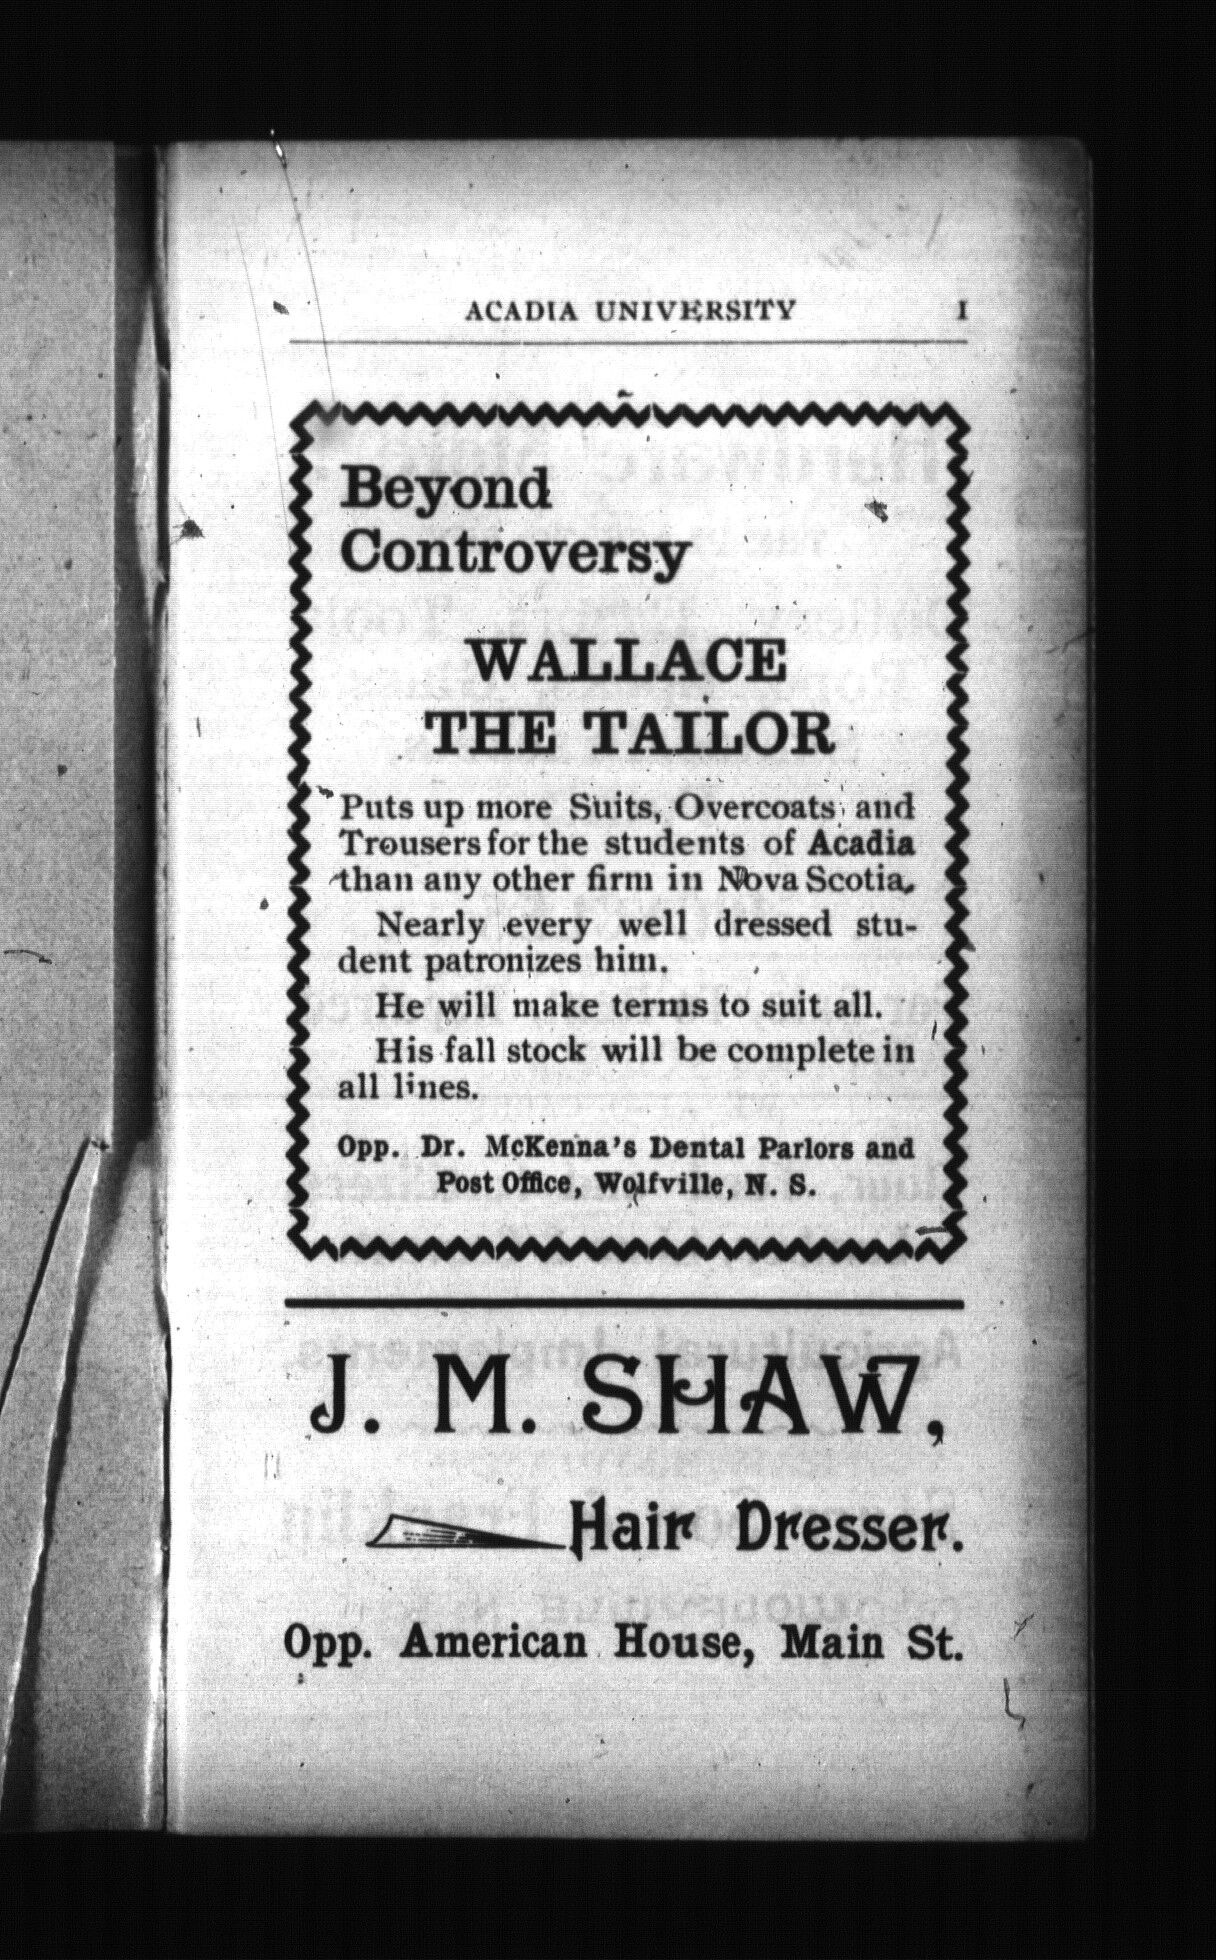 ACADIA UNIVERSITY I
Beyond
Controversy
WALLACE
THE TAILOR
Puts up more Suits, Overcoats and
Trousers for the students of Acadia
than any other firm in Nova Scotia,
Nearly every well dressed stu-
dent patronizes him.
He will make terms to suit all.
His fall stock will be complete in
all lines.
Opp. Dr. McKenna's Dental Parlors and
Post Office, Wolfville, N. S.
J. M. SHAW,
Hair Dresser.
Opp. American House, Main St.